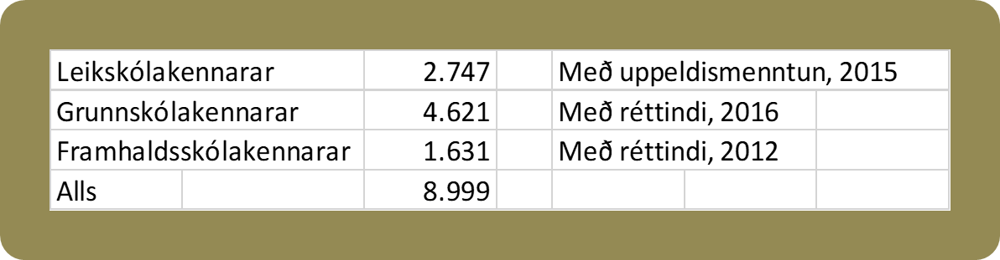 Leikskólakennarar 2.747 Með uppeldismenntun, 2015
Grunnskólakennarar 4.621 Með réttindi, 2016
Framhaldsskólakennarar 1.631 Með réttindi, 2012
Alls 8.999